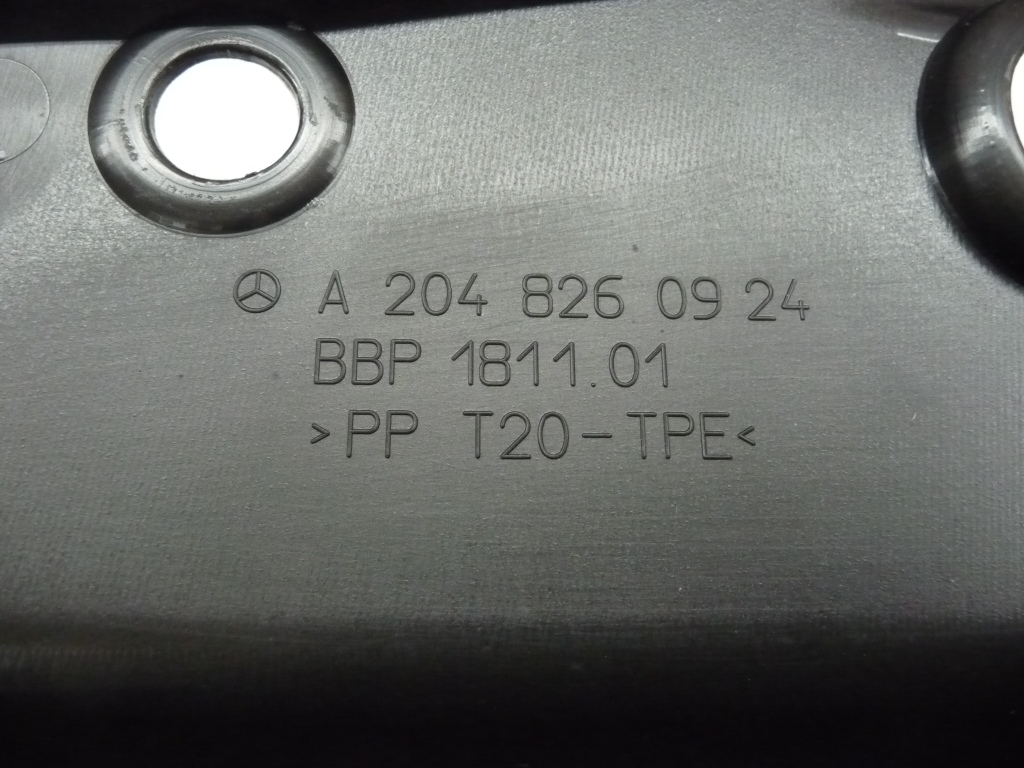 A 204 826 09 24
BBP 1811.01
>PP T20-TPE<